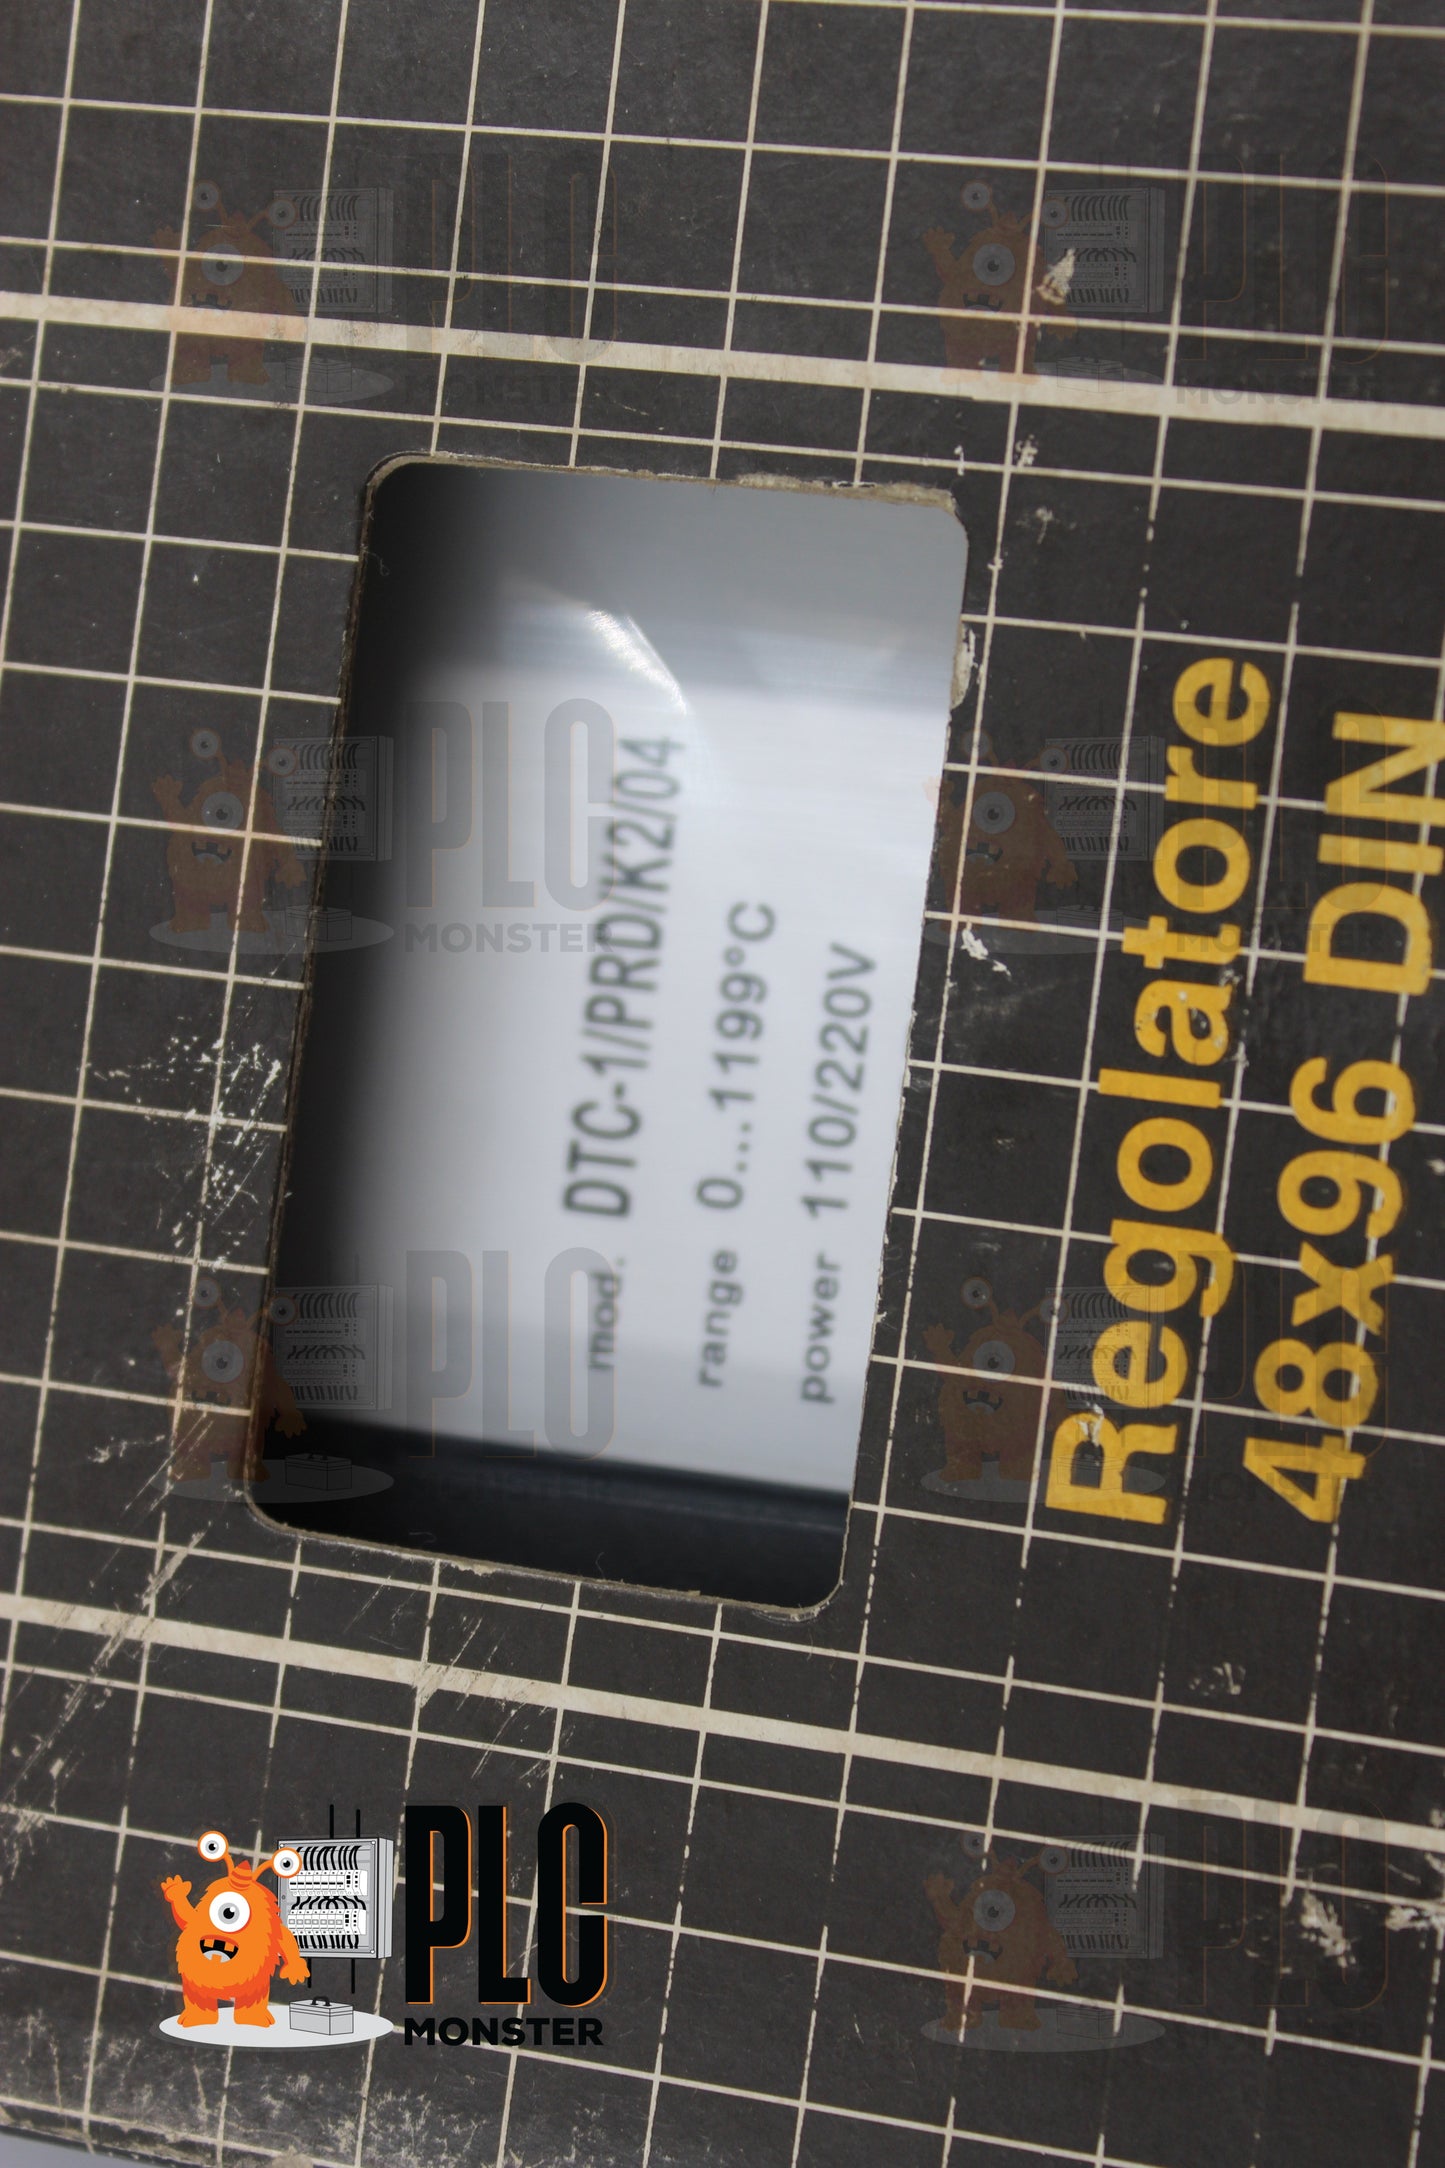 mod. DTC-1/PRD/K2/04
range 0...1199°C
power 110/220V
Regolatore
48x96 DIN
PLC
MONSTER